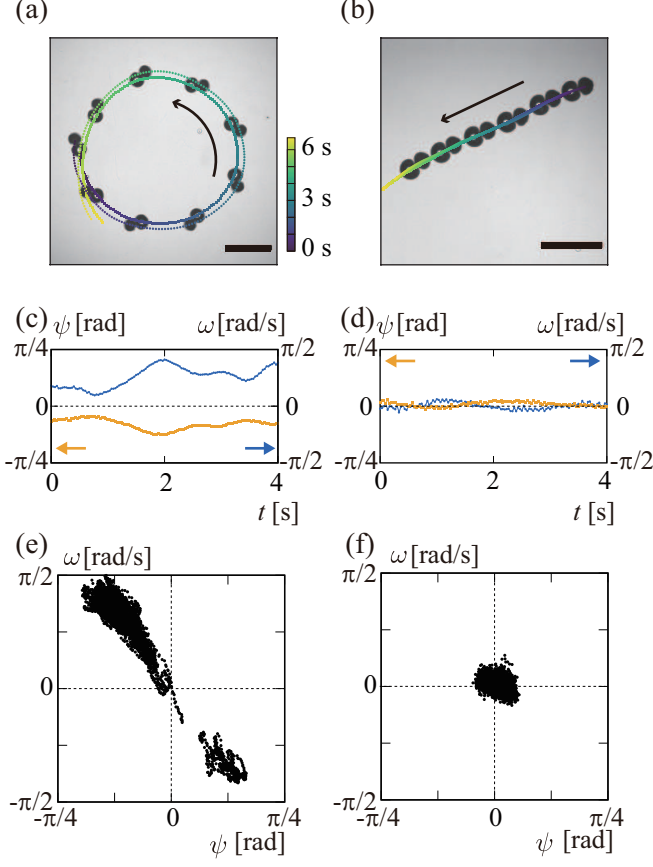 (a)
(b)
6 s
3 s
0 s
(c)
ψ [rad]
ω [rad/s]
(d)
ψ [rad]
ω [rad/s]
π/4
π/2
π/4
π/2
0
0
0
0
-π/4
-π/2
-π/4
-π/2
0
2
4
0
2
4
t [s]
t [s]
(e)
ω [rad/s]
(f)
ω [rad/s]
π/2
π/2
0
0
-π/2
-π/2
-π/4
0
π/4
-π/4
0
π/4
ψ [rad]
ψ [rad]